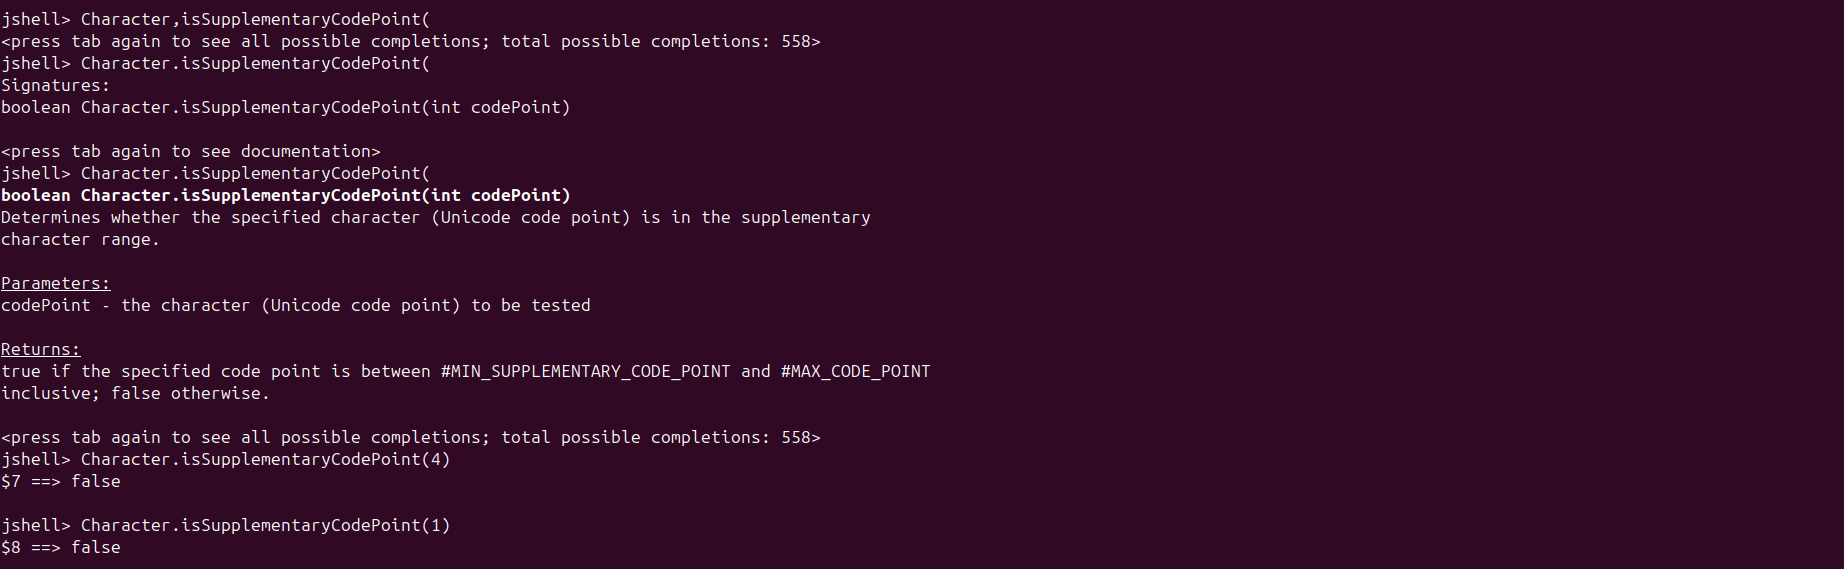 jshell> Character,isSupplementaryCodePoint(
<press tab again to see all possible completions; total possible completions: 558>
jshell> Character.isSupplementaryCodePoint(
Signatures:
boolean Character.isSupplementaryCodePoint(int codePoint)
<press tab again to see documentation>
jshell> Character.isSupplementaryCodePoint(
boolean Character.isSupplementaryCodePoint(int codePoint)
Determines whether the specified character (Unicode code point) is in the supplementary
character range.
Parameters:
codePoint - the character (Unicode code point) to be tested
Returns:
true if the specified code point is between #MIN_SUPPLEMENTARY_CODE_POINT and #MAX_CODE_POINT
inclusive; false otherwise.
<press tab again to see all possible completions; total possible completions: 558>
jshell> Character.isSupplementaryCodePoint(4)
$7 ==> false
jshell> Character.isSupplementaryCodePoint(1)
$8 ==> false